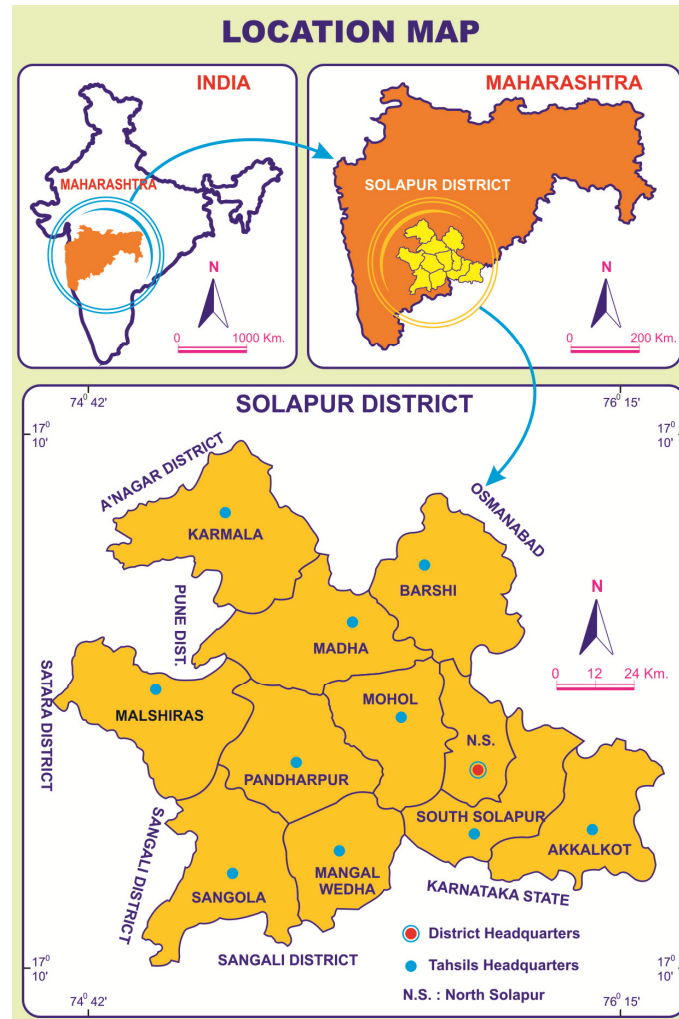 LOCATION MAP
INDIA
MAHARASHTRA
N
0 1000 Km.
MAHARASHTRA
SOLAPUR DISTRICT
N
0 200 Km.
SOLAPUR DISTRICT
74⁰ 42'
76⁰ 15'
17⁰
10'
17⁰
10'
A'NAGAR DISTRICT
OSMANABAD
KARMALA
BARSHI
PUNE DIST.
MADHA
N
0 12 24 Km.
SATARA DISTRICT
MALSHIRAS
MOHOL
N.S.
PANDHARPUR
SOUTH SOLAPUR
AKKALKOT
SANGALI DISTRICT
SANGOLA
MANGAL
WEDHA
KARNATAKA STATE
SANGALI DISTRICT
District Headquarters
Tahsils Headquarters
N.S. : North Solapur
17⁰
10'
17⁰
10'
74⁰ 42'
76⁰ 15'